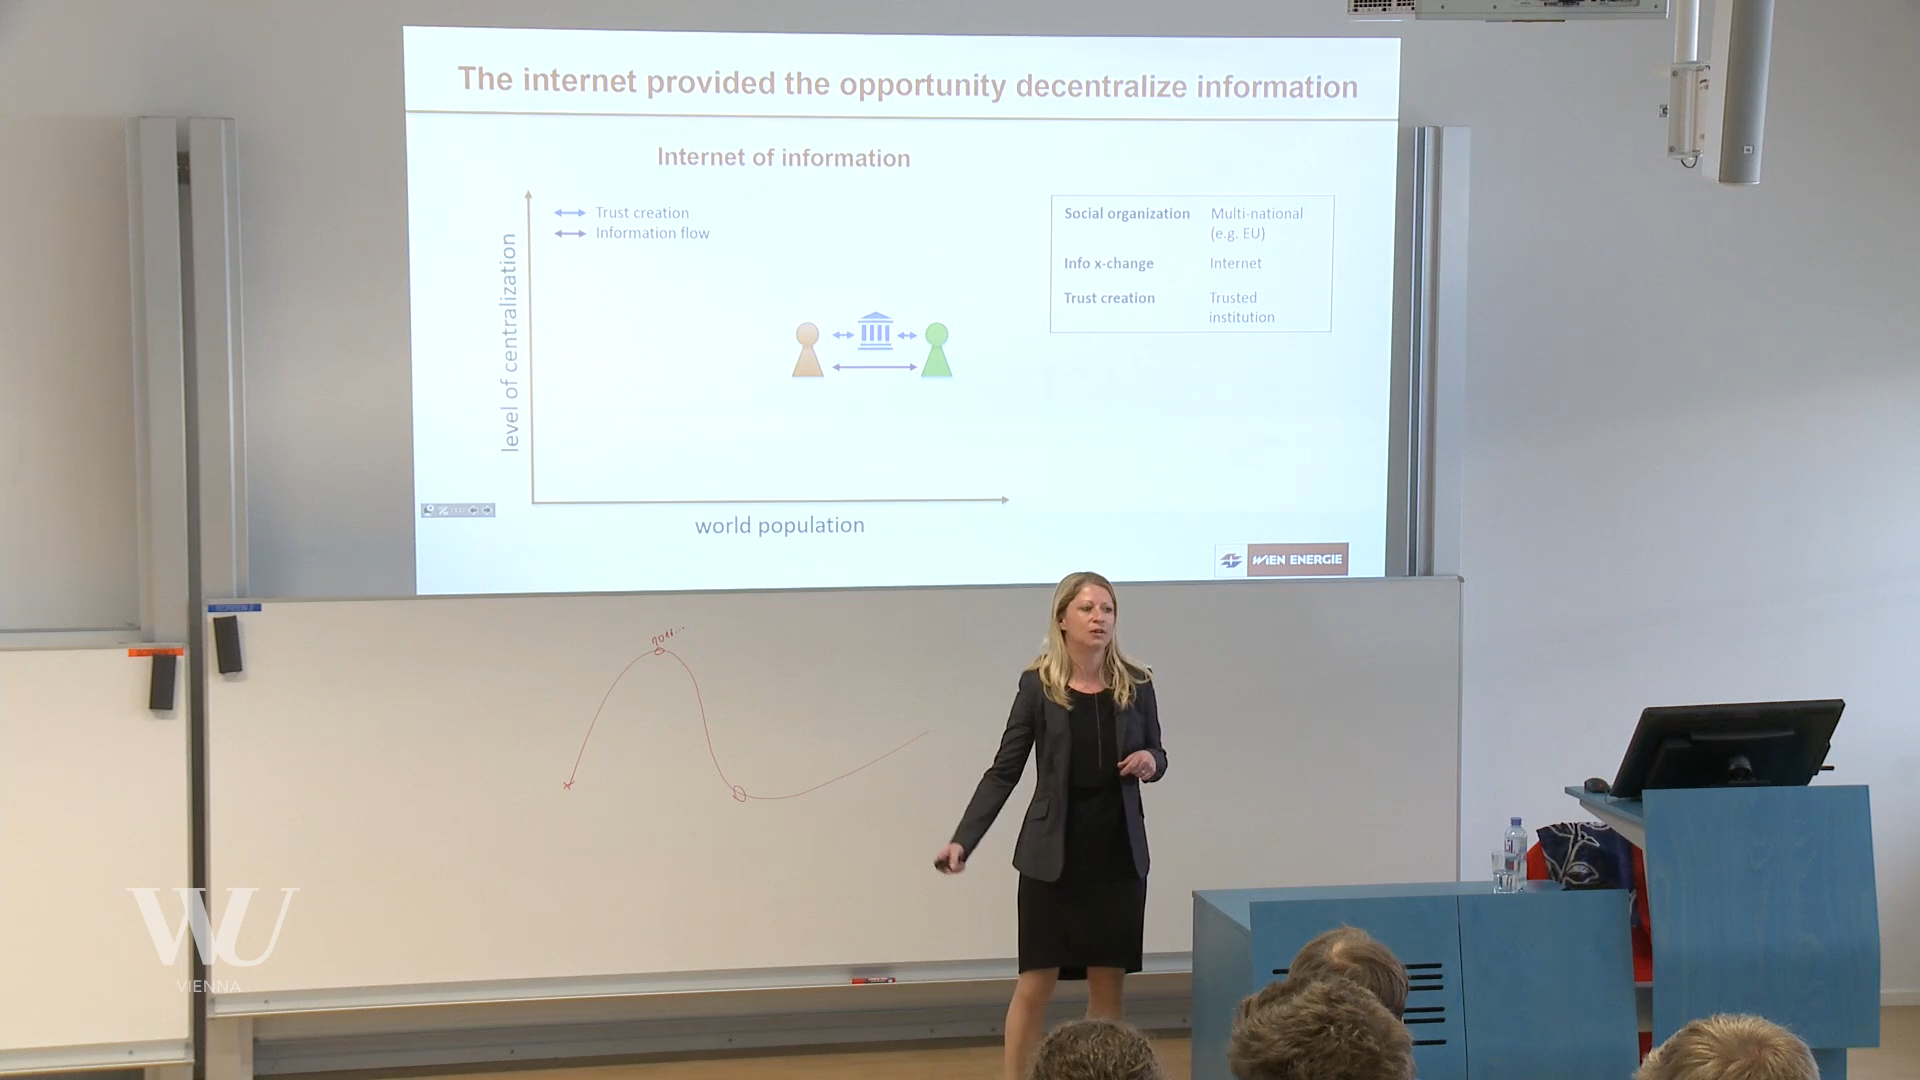 The internet provided the opportunity decentralize information
Internet of information
Trust creation
Information flow
level of centralization
world population
Social organization Multi-national
(e.g. EU)
Info x-change Internet
Trust creation Trusted
institution
WIEN ENERGIE
WU
VIENNA